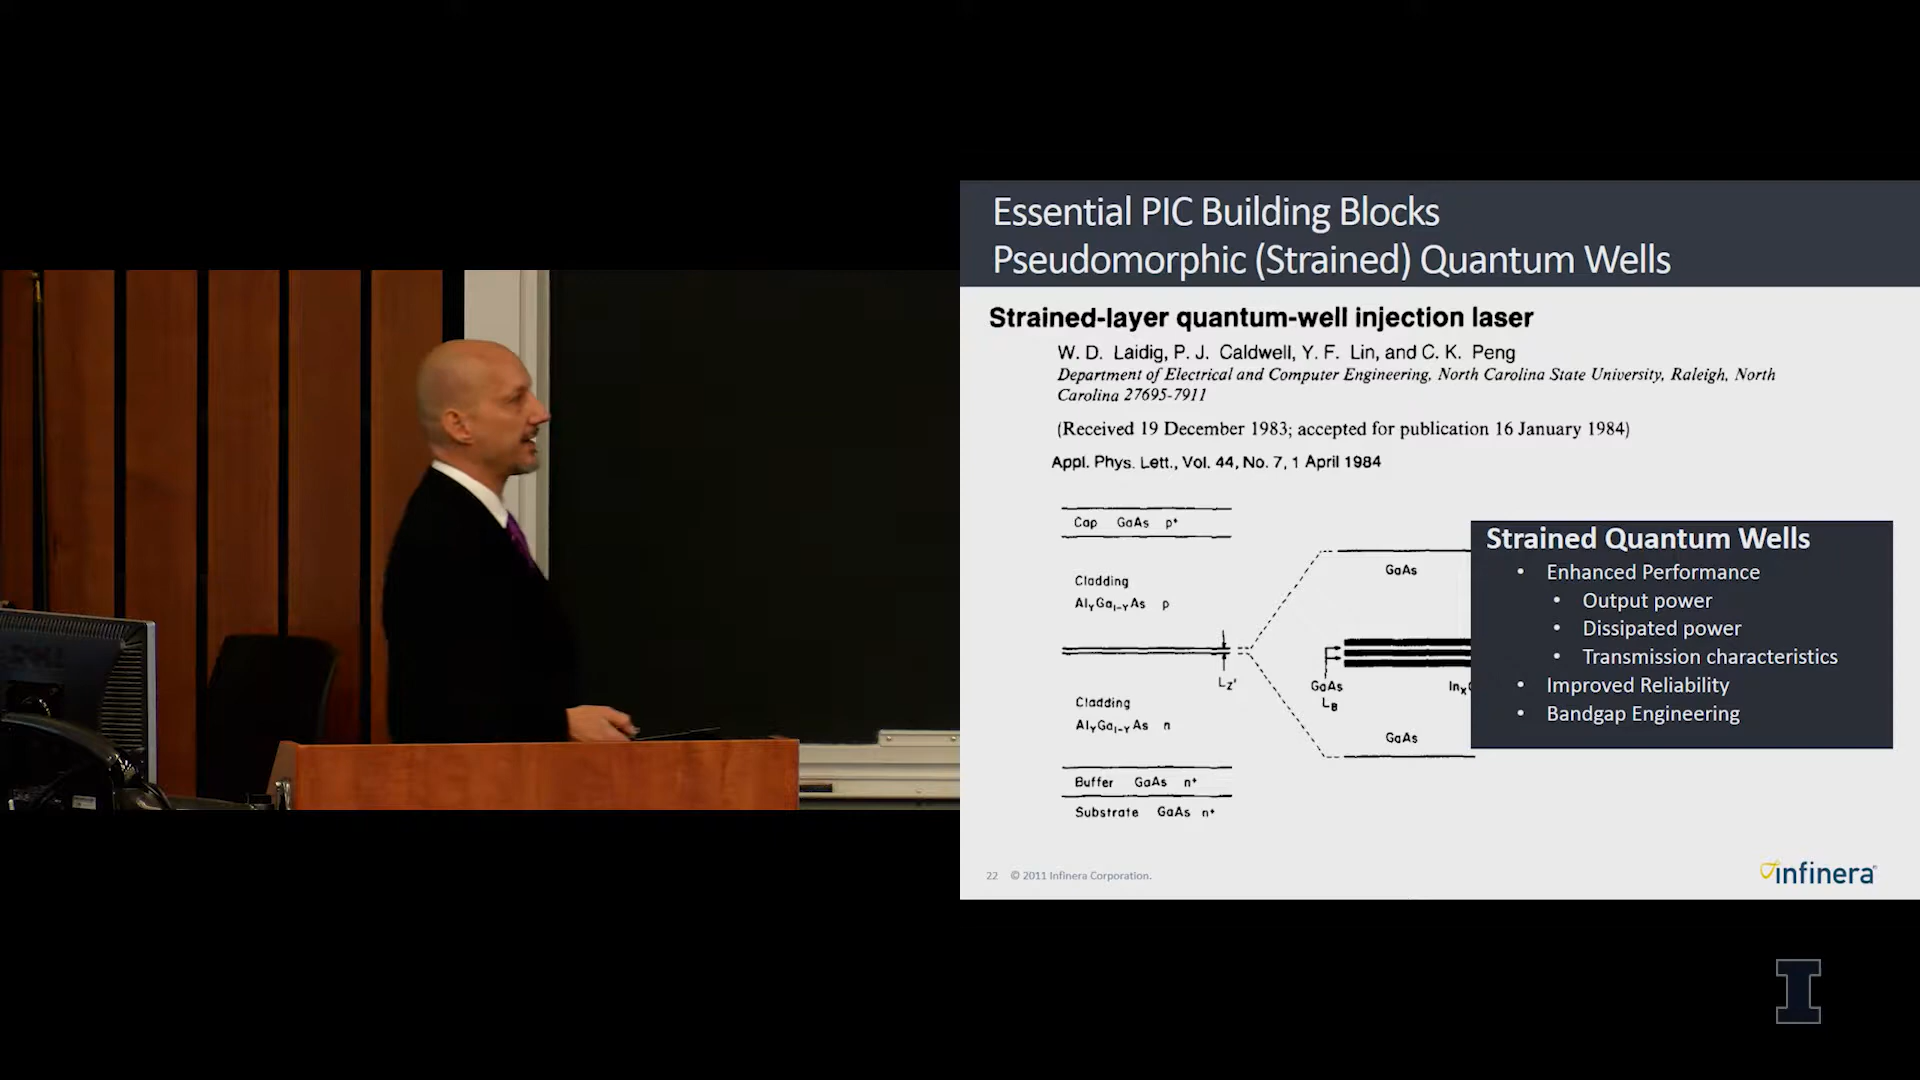 Essential PIC Building Blocks
Pseudomorphic (Strained) Quantum Wells
Strained-layer quantum-well injection laser
W. D. Laidig, P. J. Caldwell, Y. F. Lin, and C. K. Peng
Department of Electrical and Computer Engineering, North Carolina State University, Raleigh, North
Carolina 27695-7911
(Received 19 December 1983; accepted for publication 16 January 1984)
Appl. Phys. Lett., Vol. 44, No. 7, 1 April 1984
Cap GaAs p+
Cladding
AlyGa1-yAs p
Lz'
Cladding
AlyGa1-yAs n
Buffer GaAs n+
Substrate GaAs n+
GaAs
GaAs
LB
Inx
GaAs
Strained Quantum Wells
• Enhanced Performance
• Output power
• Dissipated power
• Transmission characteristics
• Improved Reliability
• Bandgap Engineering
22 © 2011 Infinera Corporation.
infinera
I